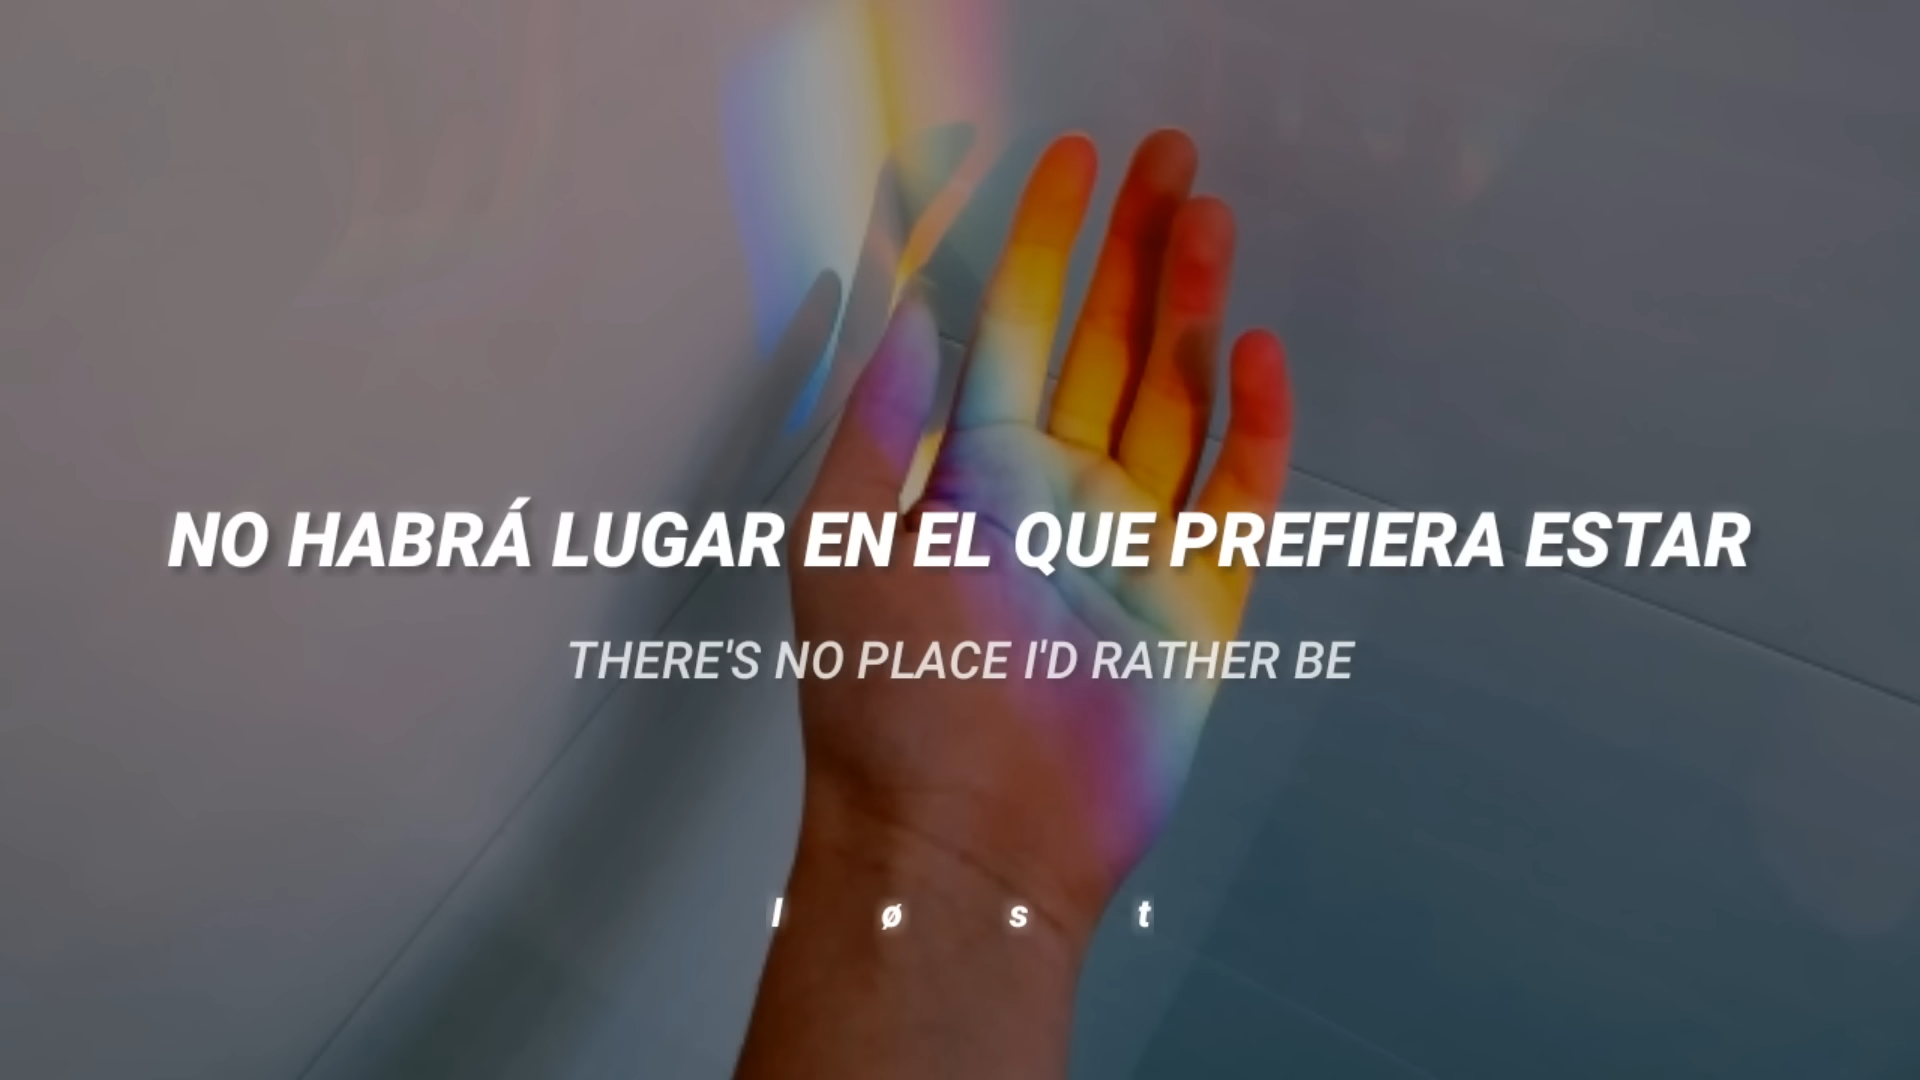 NO HABRÁ LUGAR EN EL QUE PREFIERA ESTAR
THERE'S NO PLACE I'D RATHER BE
l ø s t